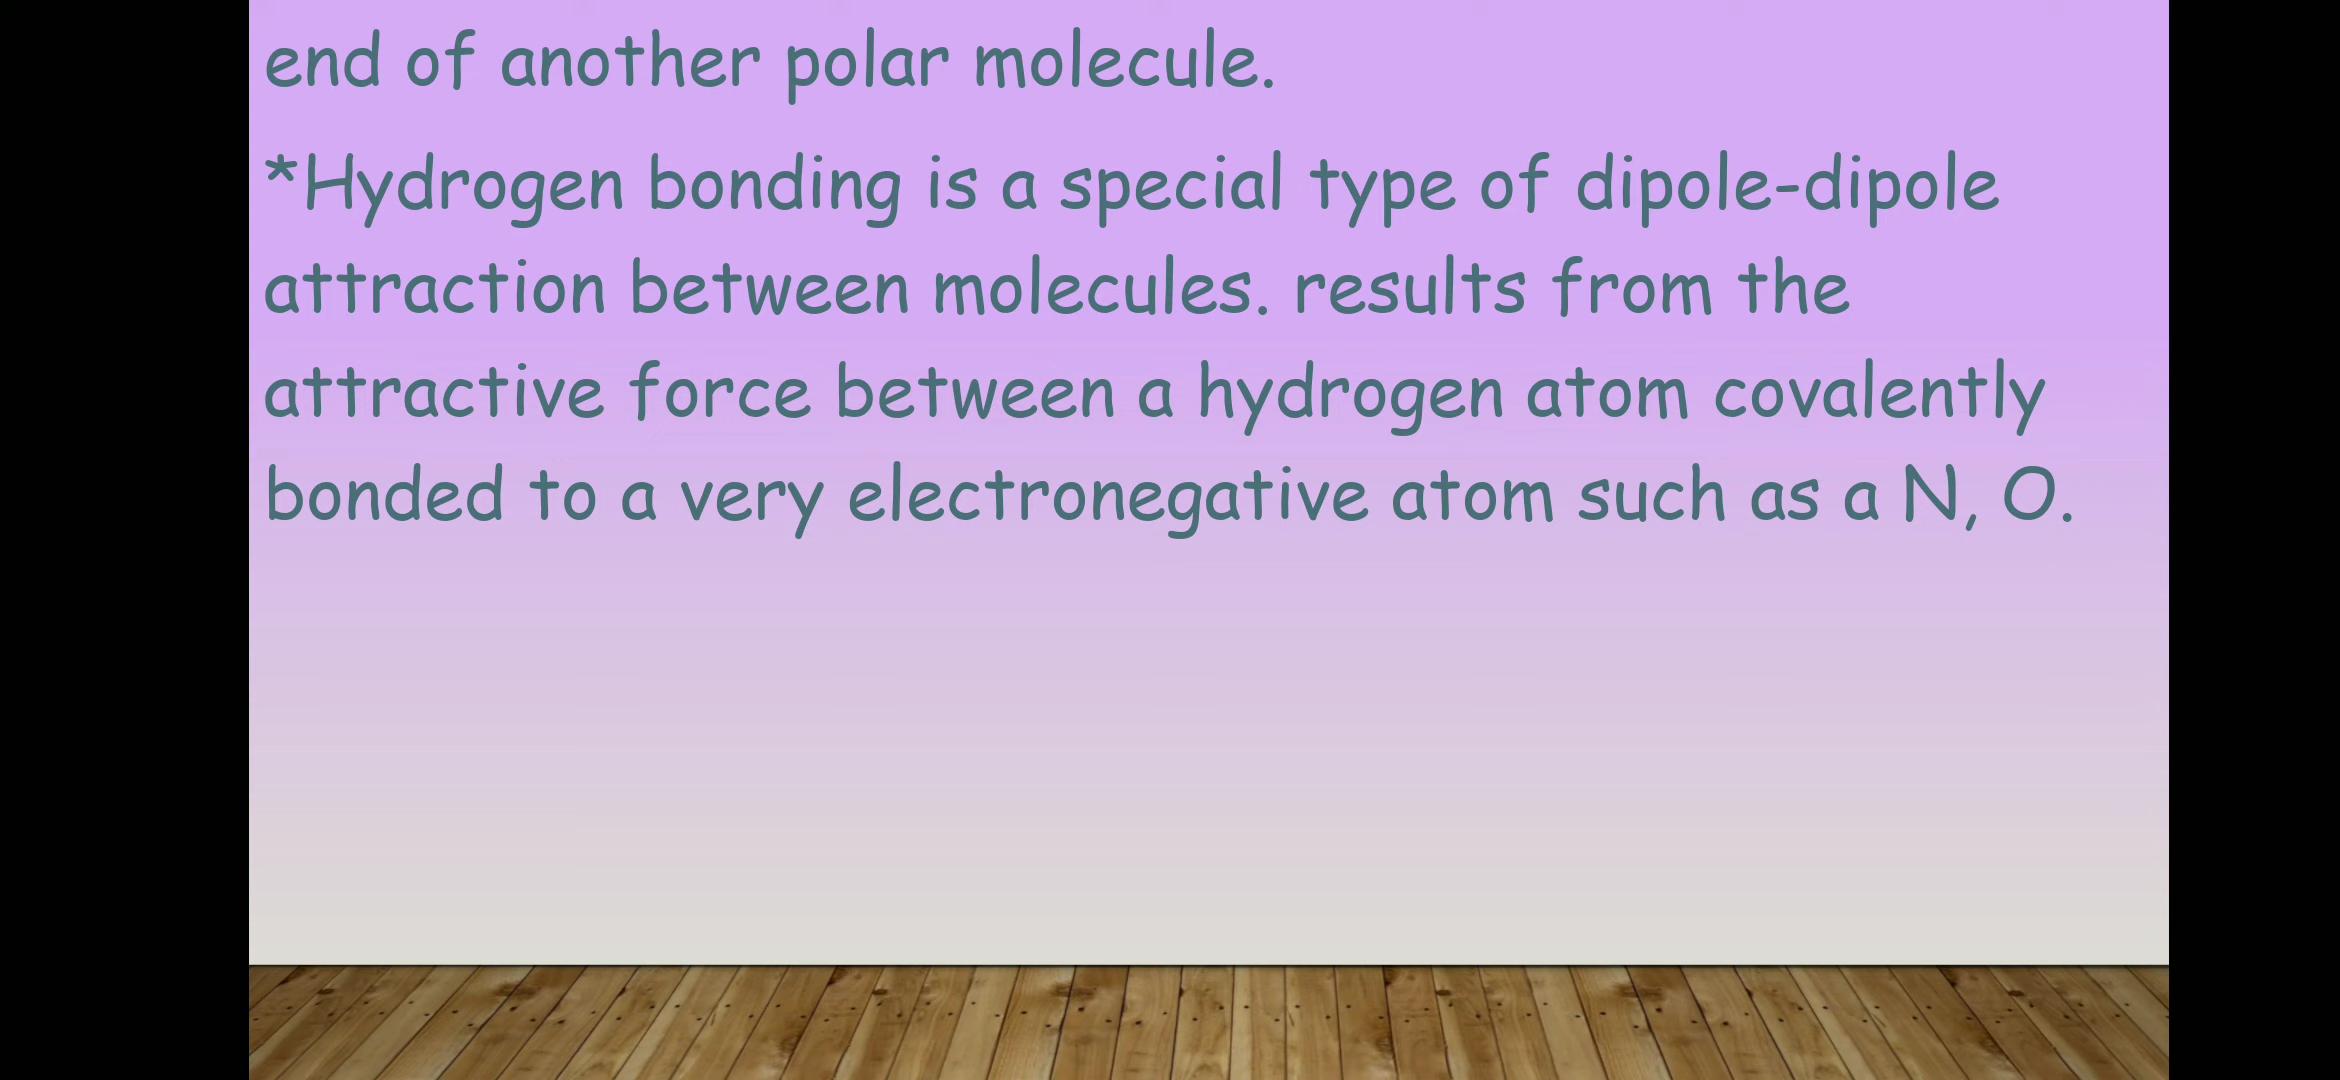 end of another polar molecule.
*Hydrogen bonding is a special type of dipole-dipole
attraction between molecules. results from the
attractive force between a hydrogen atom covalently
bonded to a very electronegative atom such as a N, O.